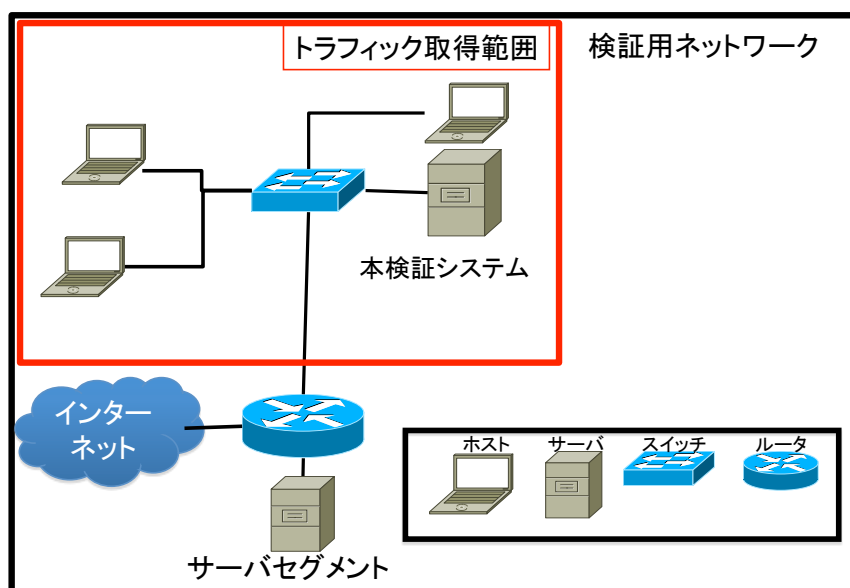 トラフィック取得範囲
検証用ネットワーク
本検証システム
インター
ネット
ホスト
サーバ
スイッチ
ルータ
サーバセグメント